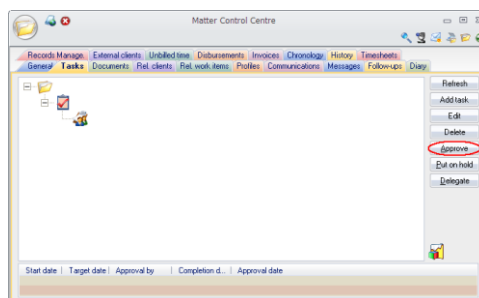 Matter Control Centre
Records Manage. External clients Unbilled time Disbursements Invoices Chronology History Timesheets
General Tasks Documents Rel. clients Rel. work items Profiles Communications Messages Follow-ups Diary
Refresh
Add task
Edit
Delete
Approve
Put on hold
Delegate
Start date Target date Approval by Completion d... Approval date